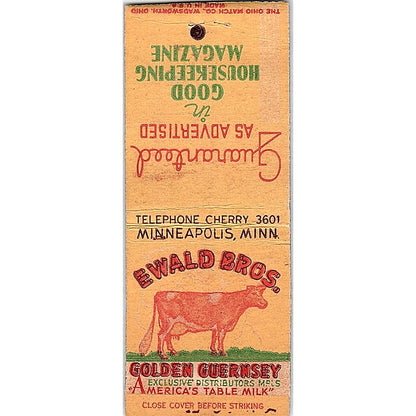 THE OHIO MATCH CO. WADSWORTH, OHIO
MADE IN U.S.A.
Guaranteed
AS ADVERTISED
in
GOOD
HOUSEKEEPING
MAGAZINE
TELEPHONE CHERRY 3601
MINNEAPOLIS, MINN.
EWALD BROS.
GOLDEN GUERNSEY
EXCLUSIVE DISTRIBUTORS MPLS
"AMERICA'S TABLE MILK"
CLOSE COVER BEFORE STRIKING